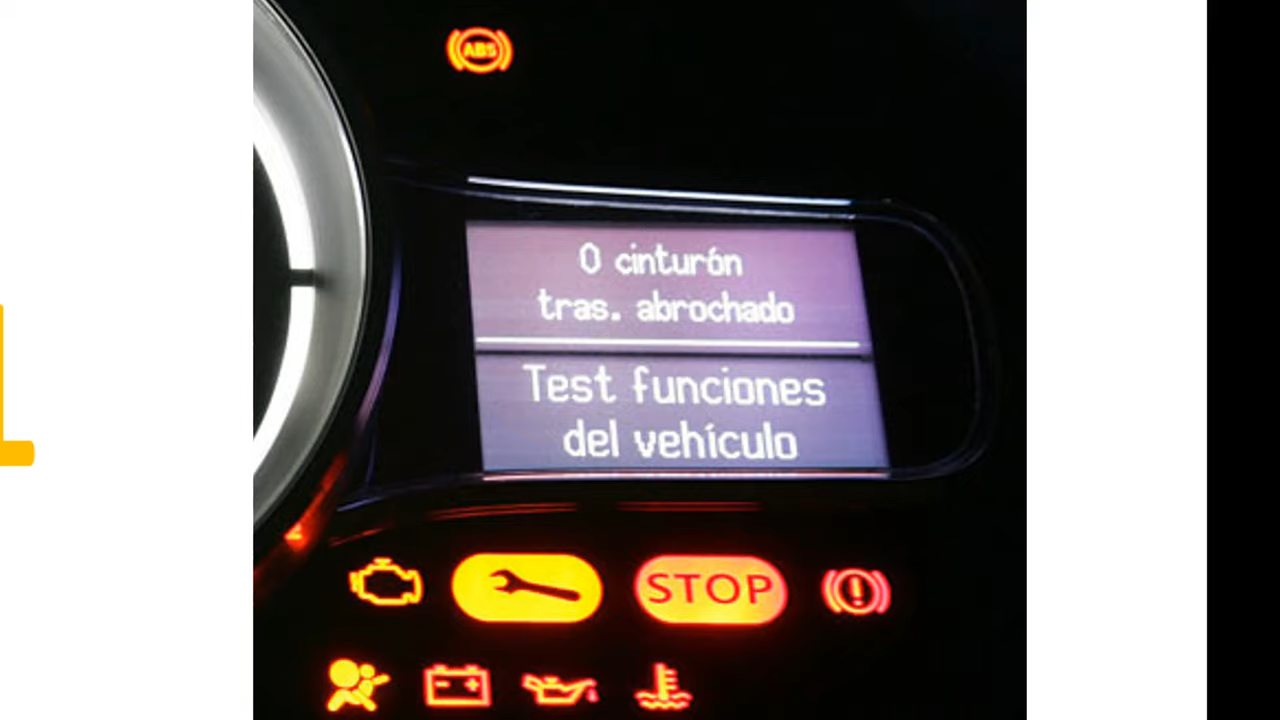 ABS
0 cinturón
tras. abrochado
Test funciones
del vehículo
STOP